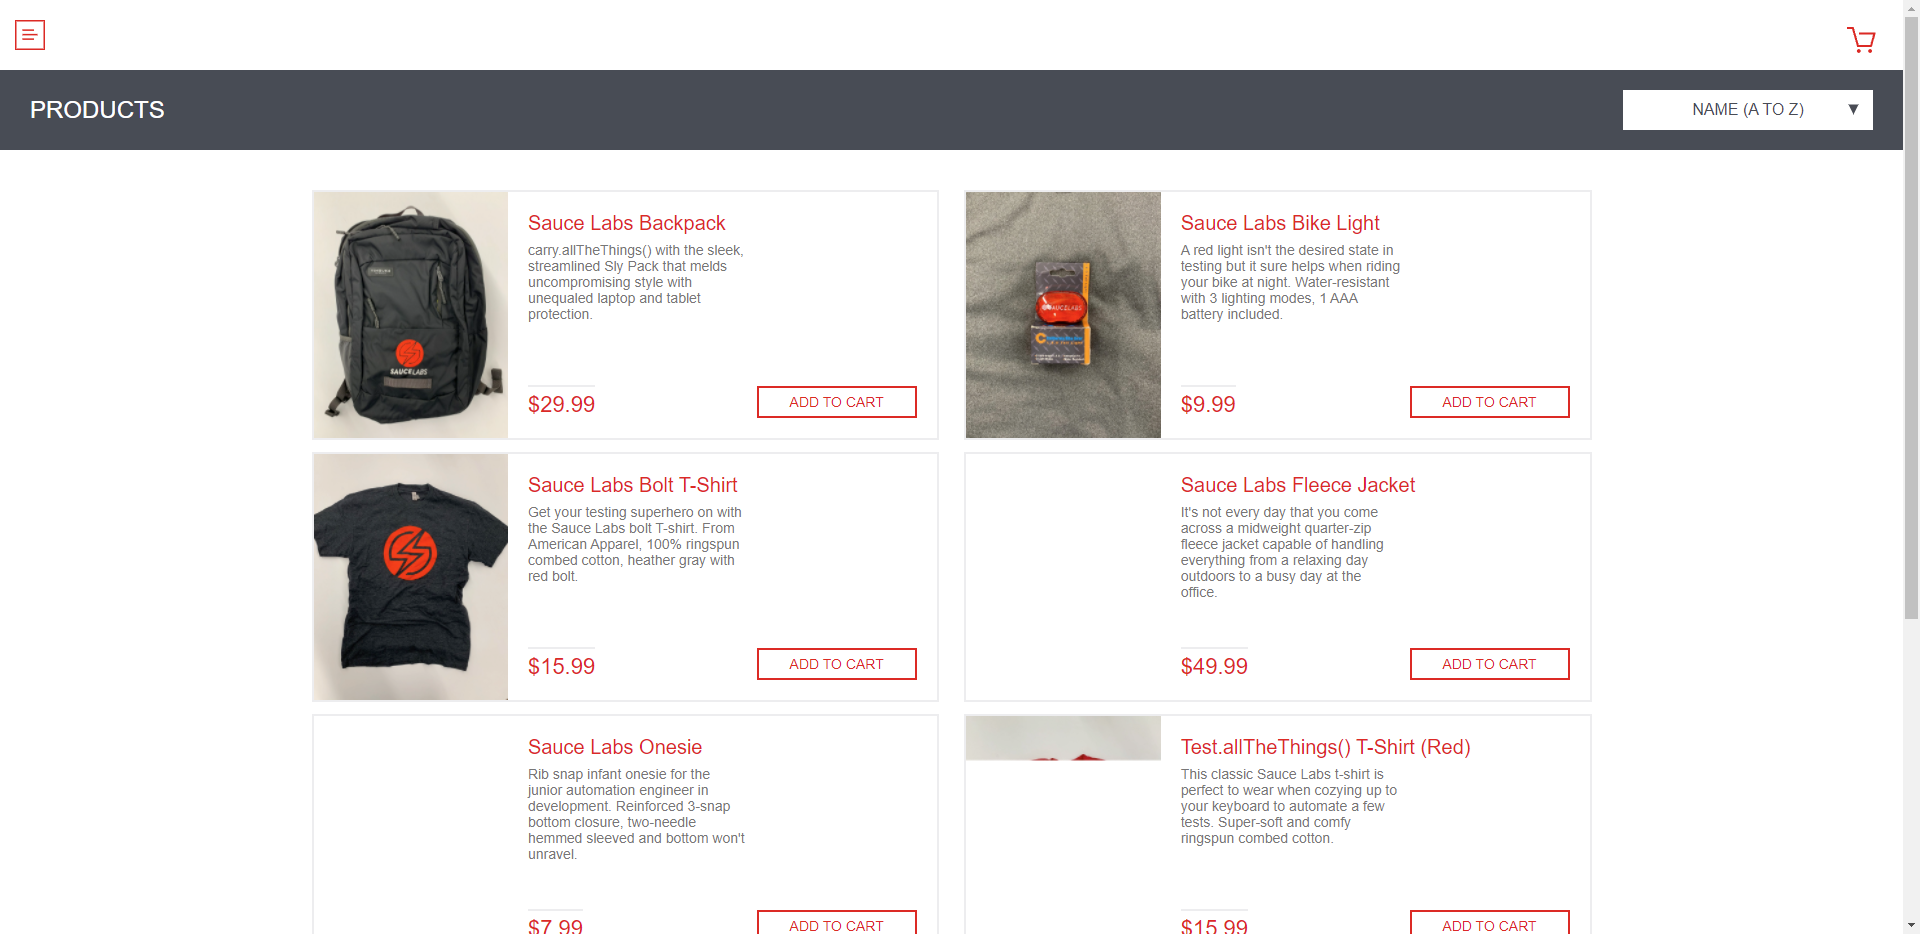 PRODUCTS
NAME (A TO Z)
Sauce Labs Backpack
carry.allTheThings() with the sleek,
streamlined Sly Pack that melds
uncompromising style with
unequaled laptop and tablet
protection.
$29.99
ADD TO CART
SAUCELABS
Sauce Labs Bike Light
A red light isn't the desired state in
testing but it sure helps when riding
your bike at night. Water-resistant
with 3 lighting modes, 1 AAA
battery included.
$9.99
ADD TO CART
SAUCELABS
Sauce Labs Bolt T-Shirt
Get your testing superhero on with
the Sauce Labs bolt T-shirt. From
American Apparel, 100% ringspun
combed cotton, heather gray with
red bolt.
$15.99
ADD TO CART
Sauce Labs Fleece Jacket
It's not every day that you come
across a midweight quarter-zip
fleece jacket capable of handling
everything from a relaxing day
outdoors to a busy day at the
office.
$49.99
ADD TO CART
Sauce Labs Onesie
Rib snap infant onesie for the
junior automation engineer in
development. Reinforced 3-snap
bottom closure, two-needle
hemmed sleeved and bottom won't
unravel.
$7.99
ADD TO CART
Test.allTheThings() T-Shirt (Red)
This classic Sauce Labs t-shirt is
perfect to wear when cozying up to
your keyboard to automate a few
tests. Super-soft and comfy
ringspun combed cotton.
$15.99
ADD TO CART